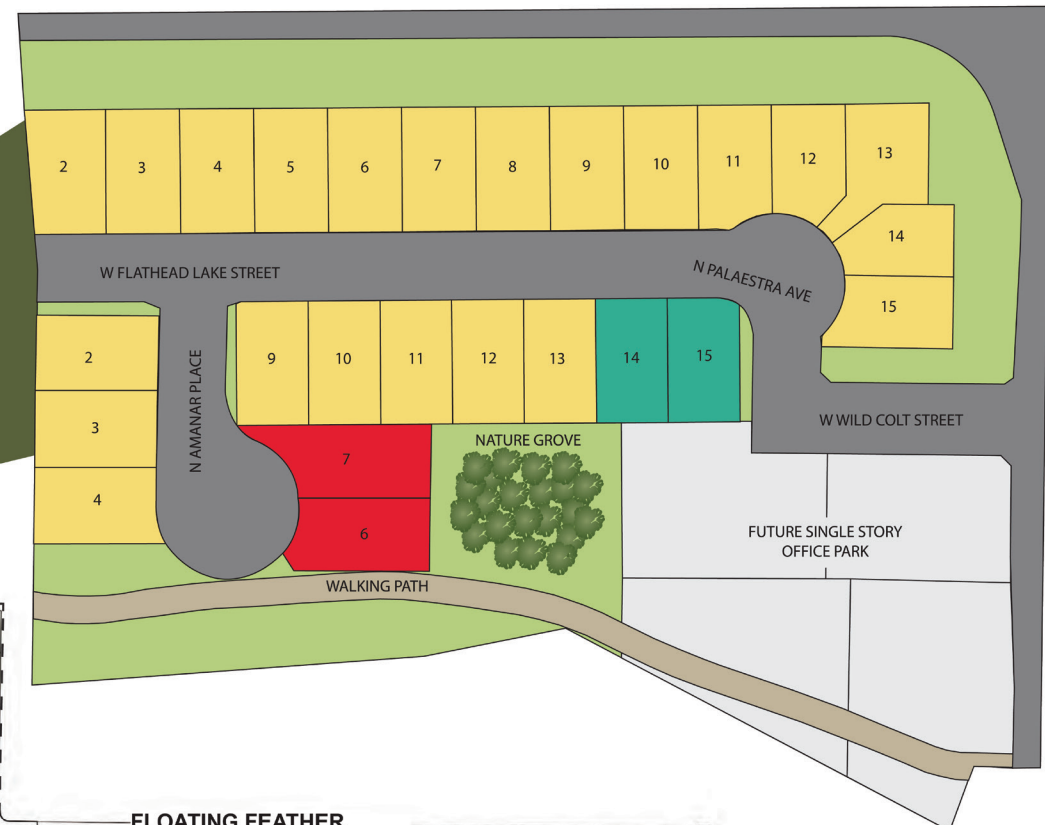 2 3 4 5 6 7 8 9 10 11 12 13
14
15
W FLATHEAD LAKE STREET
N PALAESTRA AVE
2
3
4
N AMANAR PLACE
9 10 11 12 13 14 15
W WILD COLT STREET
7
6
NATURE GROVE
FUTURE SINGLE STORY
OFFICE PARK
WALKING PATH
FLOATING FEATHER